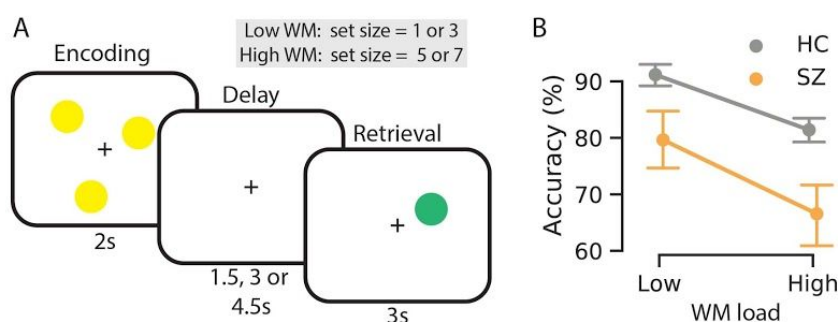 A
Low WM: set size = 1 or 3
High WM: set size = 5 or 7
Encoding
Delay
Retrieval
2s
1.5, 3 or
4.5s
3s
B
HC
SZ
Accuracy (%)
90
80
70
60
Low
High
WM load